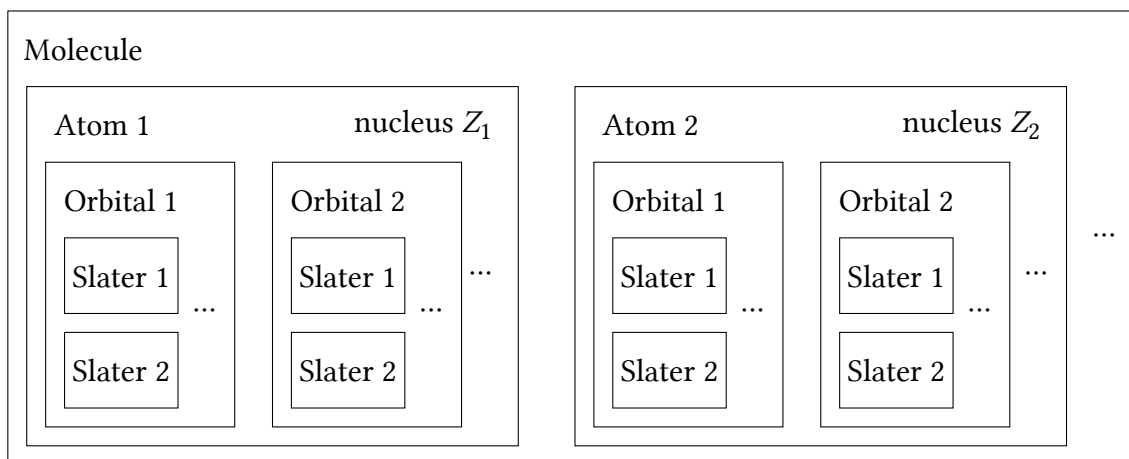 Molecule
Atom 1 nucleus Z₁
Orbital 1 Orbital 2
Slater 1 Slater 1
... ... ...
Slater 2 Slater 2
Atom 2 nucleus Z₂
Orbital 1 Orbital 2
Slater 1 Slater 1
... ... ...
Slater 2 Slater 2
...